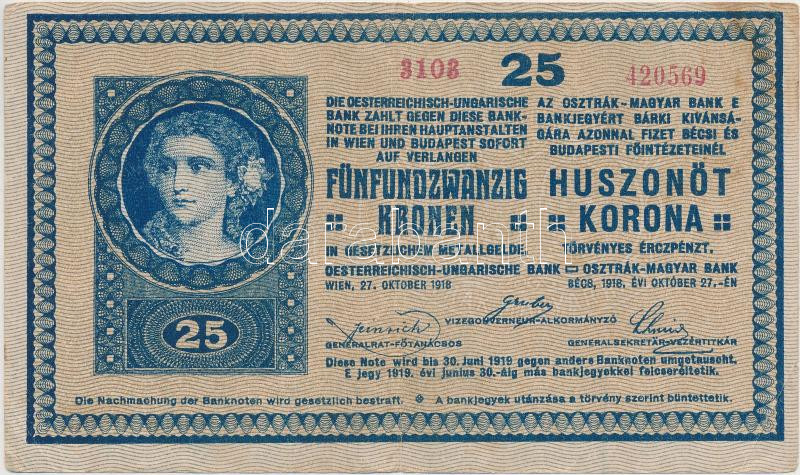 3103 25 420569
DIE OESTERREICHISCH-UNGARISCHE
BANK ZAHLT GEGEN DIESE BANK-
NOTE BEI IHREN HAUPTANSTALTEN
IN WIEN UND BUDAPEST SOFORT
AUF VERLANGEN
FÜNFUNDZWANZIG
KRONEN
IN GESETZLICHEM METALLGELDE.
AZ OSZTRÁK-MAGYAR BANK E
BANKJEGYÉRT BÁRKI KIVÁNSÁ-
GÁRA AZONNAL FIZET BÉCSI ÉS
BUDAPESTI FŐINTÉZETEINÉL
HUSZONÖT
KORONA
TÖRVÉNYES ÉRCZPÉNZT.
darabanth
OESTERREICHISCH-UNGARISCHE BANK OSZTRÁK-MAGYAR BANK
WIEN, 27. OKTOBER 1918 BÉCS, 1918. ÉVI OKTÓBER 27.-ÉN
Gruber
VIZEGOUVERNEUR-ALKORMÁNYZÓ
GENERALRAT-FŐTANÁCSOS GENERALSEKRETÄR-VEZÉRTITKÁR
25
Diese Note wird bis 30. Juni 1919 gegen andere Banknoten umgetauscht.
E jegy 1919. évi junius 30.-áig más bankjegyekkel felcseréltetik.
Die Nachmachung der Banknoten wird gesetzlich bestraft. A bankjegyek utánzása a törvény szerint büntettetik.